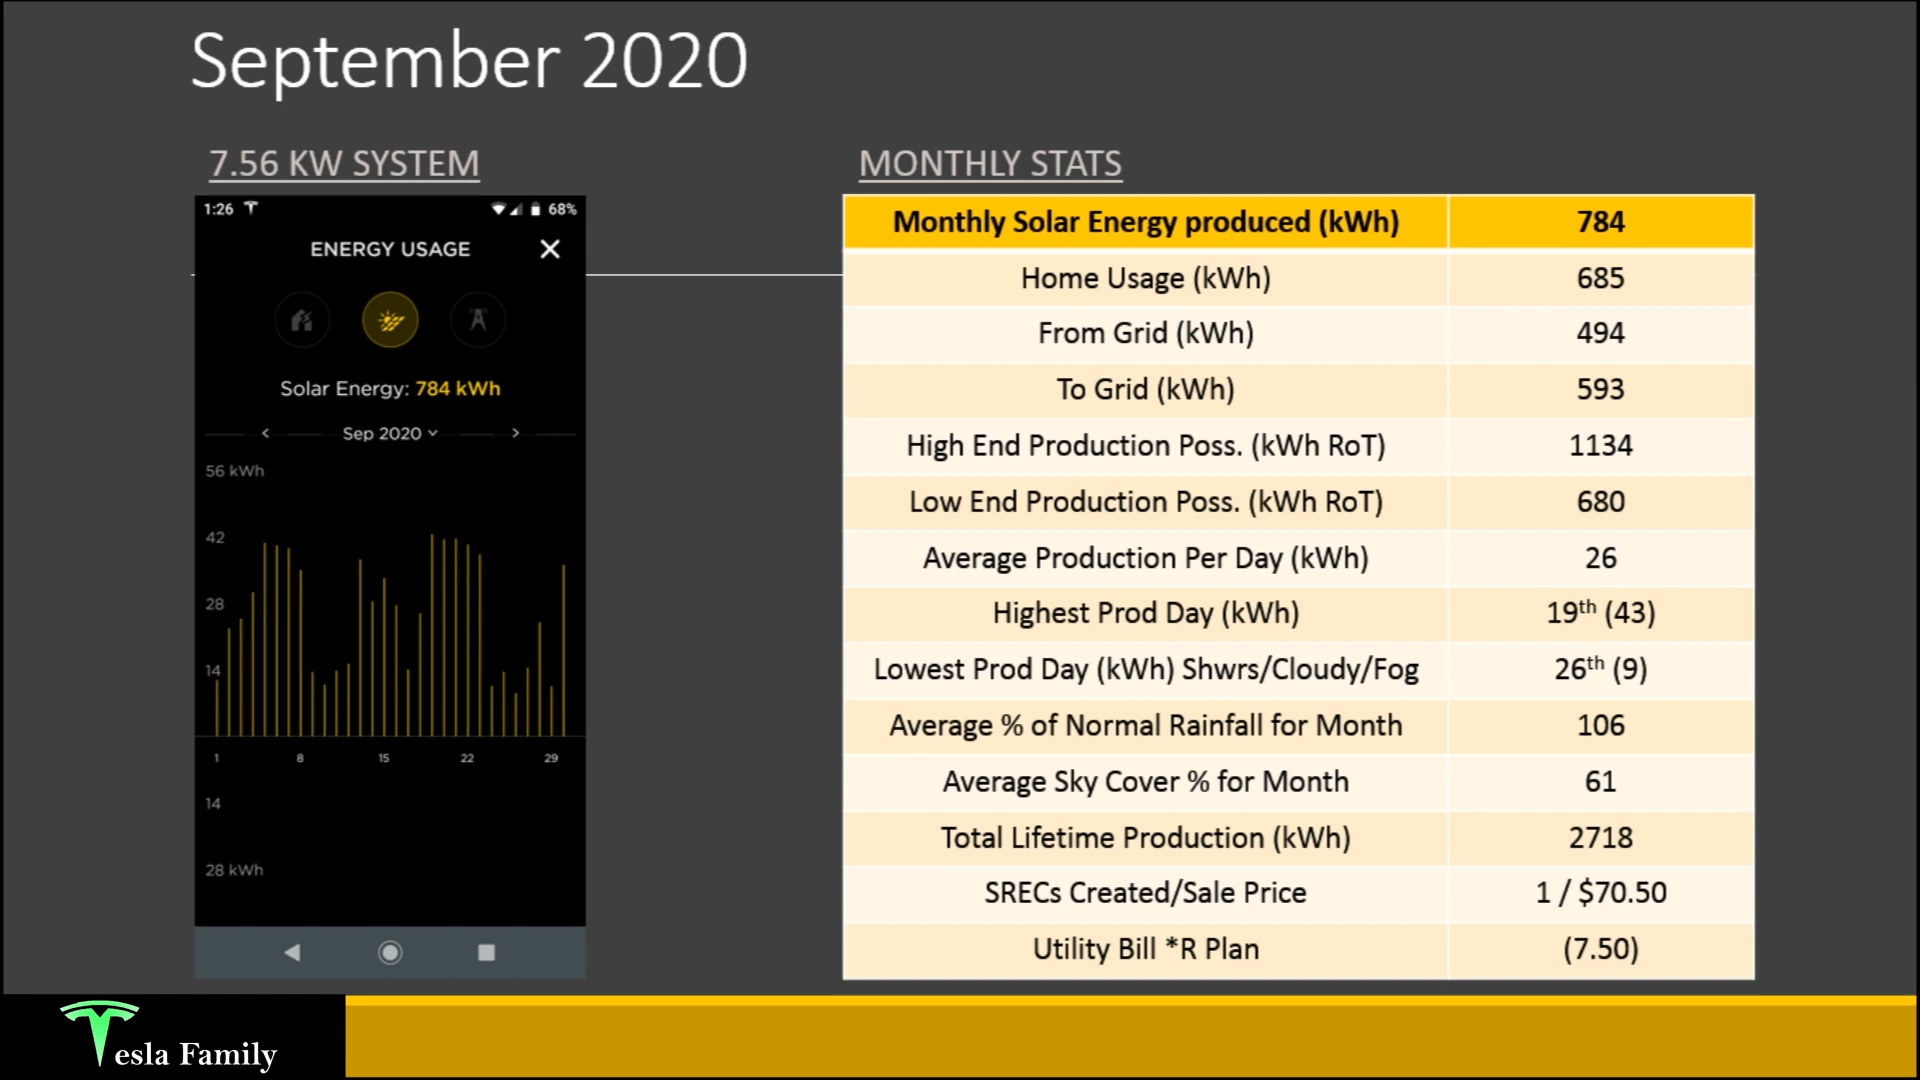 September 2020
7.56 KW SYSTEM
1:26
68%
ENERGY USAGE
Solar Energy: 784 kWh
Sep 2020
56 kWh
42
28
14
1 8 15 22 29
14
28 kWh
MONTHLY STATS
Monthly Solar Energy produced (kWh) 784
Home Usage (kWh) 685
From Grid (kWh) 494
To Grid (kWh) 593
High End Production Poss. (kWh RoT) 1134
Low End Production Poss. (kWh RoT) 680
Average Production Per Day (kWh) 26
Highest Prod Day (kWh) 19th (43)
Lowest Prod Day (kWh) Shwrs/Cloudy/Fog 26th (9)
Average % of Normal Rainfall for Month 106
Average Sky Cover % for Month 61
Total Lifetime Production (kWh) 2718
SRECs Created/Sale Price 1 / $70.50
Utility Bill *R Plan (7.50)
Tesla Family